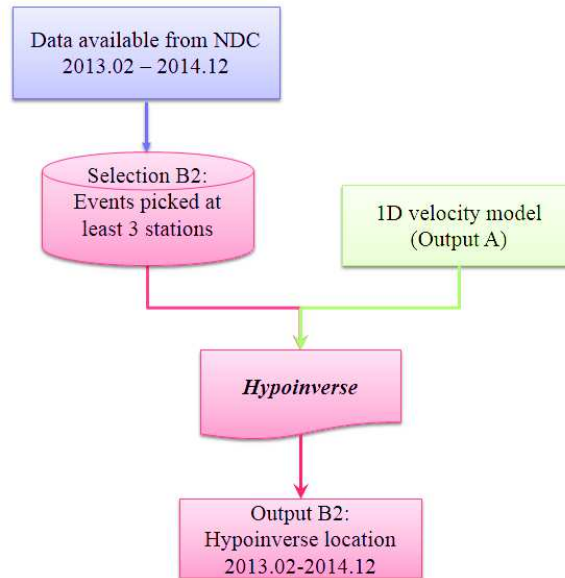 Data available from NDC
2013.02 – 2014.12
Selection B2:
Events picked at
least 3 stations
1D velocity model
(Output A)
Hypoinverse
Output B2:
Hypoinverse location
2013.02-2014.12